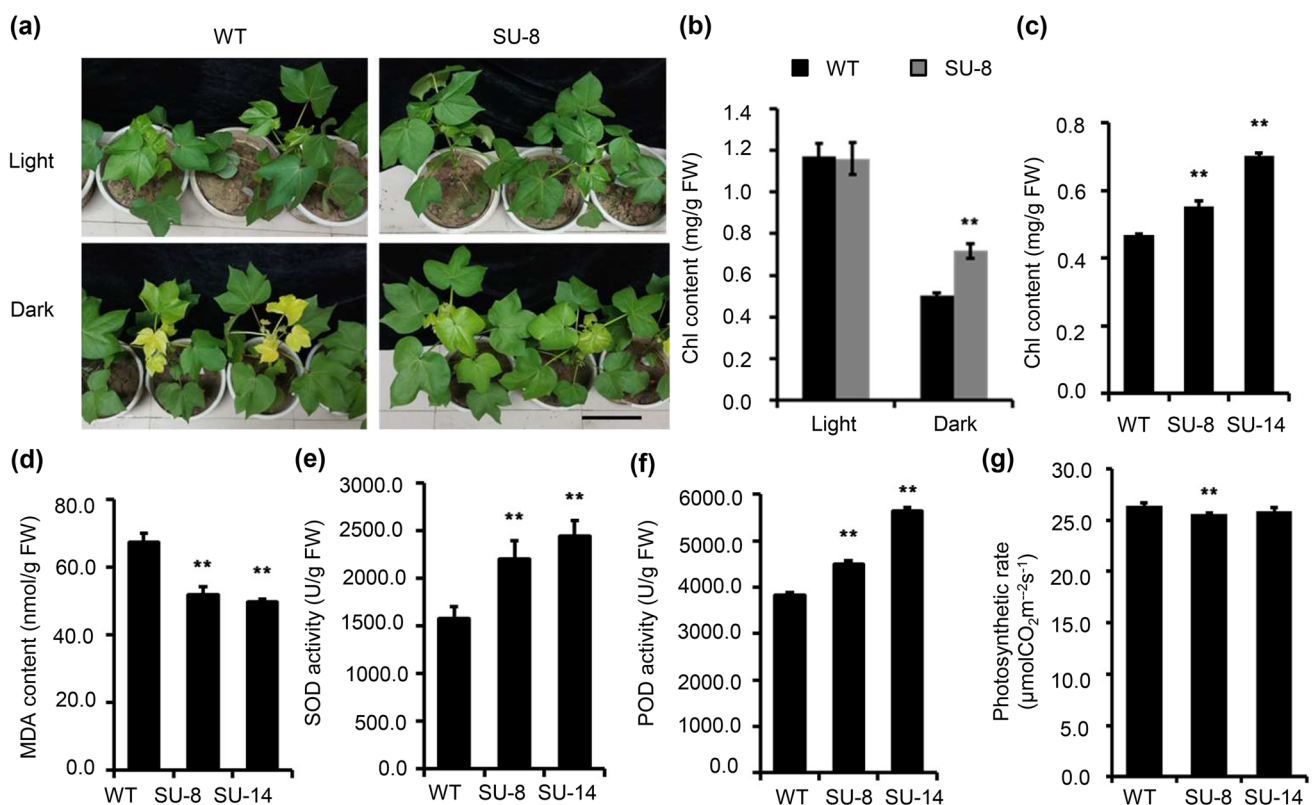 (a)
WT
SU-8
Light
Dark
(b)
WT
SU-8
Chl content (mg/g FW)
1.4
1.2
1.0
0.8
0.6
0.4
0.2
0.0
**
Light
Dark
(c)
Chl content (mg/g FW)
0.8
0.6
0.4
0.2
0.0
**
**
WT
SU-8
SU-14
(d)
MDA content (nmol/g FW)
80.0
60.0
40.0
20.0
0.0
**
**
WT
SU-8
SU-14
(e)
SOD activity (U/g FW)
3000.0
2500.0
2000.0
1500.0
1000.0
500.0
0.0
**
**
WT
SU-8
SU-14
(f)
POD activity (U/g FW)
6000.0
5000.0
4000.0
3000.0
2000.0
1000.0
0.0
**
**
WT
SU-8
SU-14
(g)
Photosynthetic rate
(µmolCO₂m⁻⁻²s⁻¹)
30.0
25.0
20.0
15.0
10.0
5.0
0.0
**
WT
SU-8
SU-14